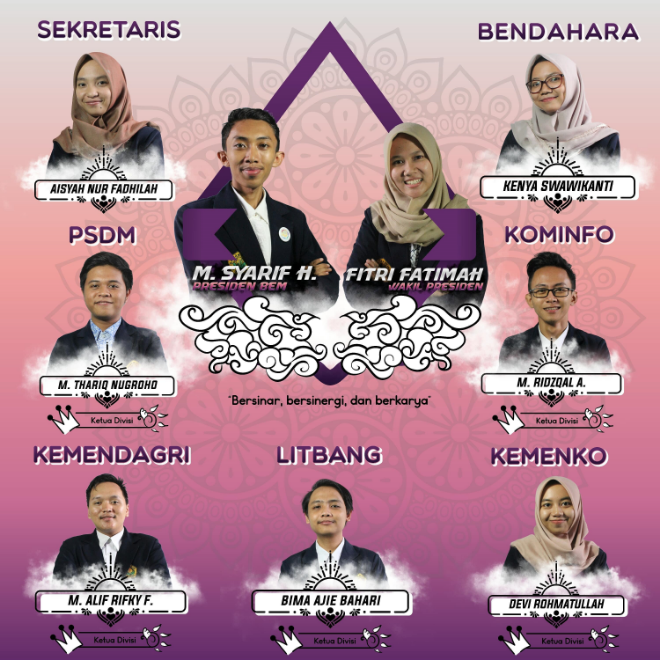 SEKRETARIS
BENDAHARA
AISYAH NUR FADHILAH
KENYA SWAWIKANTI
M. SYARIF H.
PRESIDEN BEM
FITRI FATIMAH
WAKIL PRESIDEN
PSDM
KOMINFO
M. THARIQ NUGROHO
Ketua Divisi
M. RIDZQAL A.
Ketua Divisi
"Bersinar, bersinergi, dan berkarya"
KEMENDAGRI
LITBANG
KEMENKO
M. ALIF RIFKY F.
Ketua Divisi
BIMA AJIE BAHARI
Ketua Divisi
DEVI ROHMATULLAH
Ketua Divisi